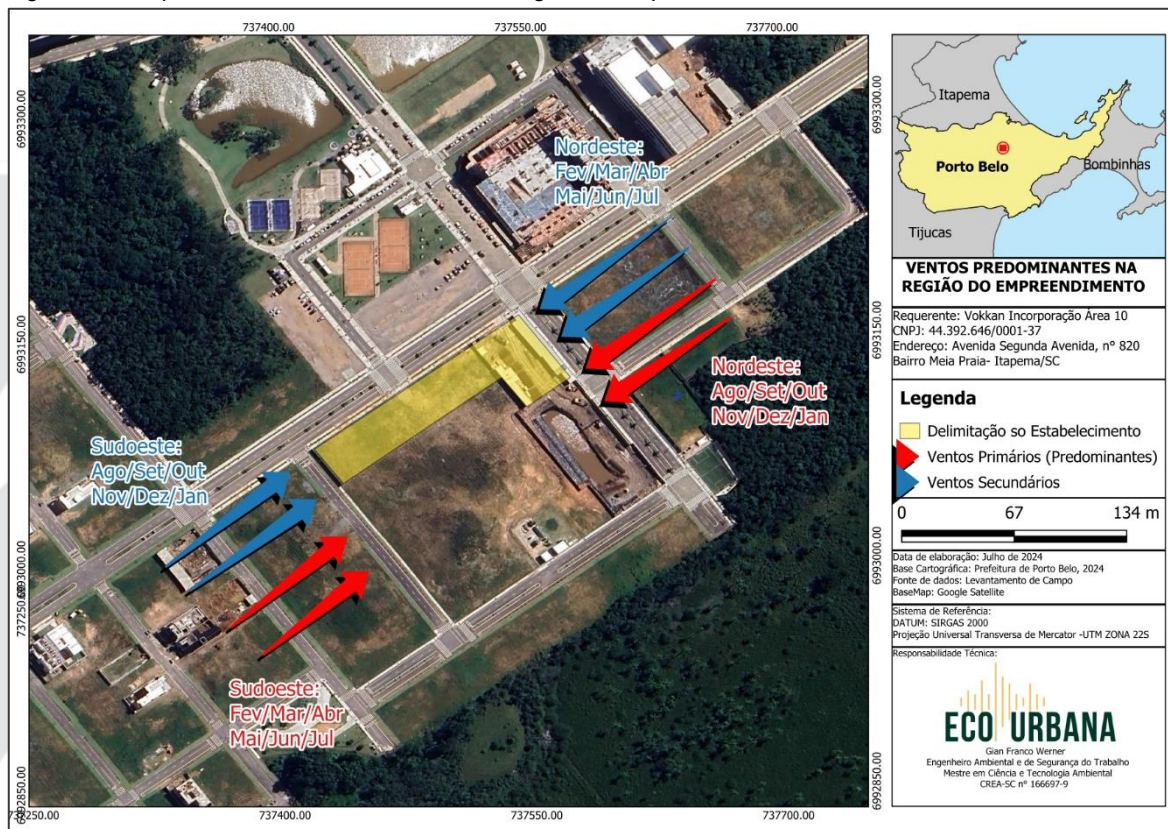 737400.00
737550.00
737700.00
6993300.00
6993300.00
Nordeste:
Fev/Mar/Abr
Mai/Jun/Jul
6993150.00
6993150.00
Nordeste:
Ago/Set/Out
Nov/Dez/Jan
Sudoeste:
Ago/Set/Out
Nov/Dez/Jan
6993000.00
6993000.00
737250.00
Sudoeste:
Fev/Mar/Abr
Mai/Jun/Jul
6992850.00
6992850.00
737400.00
737550.00
737700.00
Itapema
Porto Belo
Bombinhas
Tijucas
VENTOS PREDOMINANTES NA
REGIÃO DO EMPREENDIMENTO
Requerente: Vokkan Incorporação Área 10
CNPJ: 44.392.646/0001-37
Endereço: Avenida Segunda Avenida, nº 820
Bairro Meia Praia- Itapema/SC
Legenda
Delimitação so Estabelecimento
Ventos Primários (Predominantes)
Ventos Secundários
0 67 134 m
Data de elaboração: Julho de 2024
Base Cartográfica: Prefeitura de Porto Belo, 2024
Fonte de dados: Levantamento de Campo
BaseMap: Google Satellite
Sistema de Referência:
DATUM: SIRGAS 2000
Projeção Universal Transversa de Mercator -UTM ZONA 22S
Responsabilidade Técnica:
ECO URBANA
Gian Franco Werner
Engenheiro Ambiental e de Segurança do Trabalho
Mestre em Ciência e Tecnologia Ambiental
CREA-SC nº 166697-9